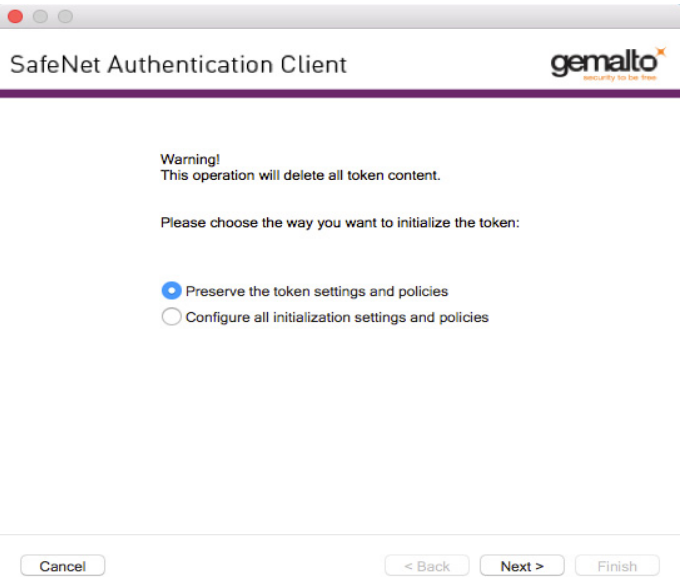 SafeNet Authentication Client
gemalto
security to be free
Warning!
This operation will delete all token content.
Please choose the way you want to initialize the token:
Preserve the token settings and policies
Configure all initialization settings and policies
Cancel
< Back
Next >
Finish